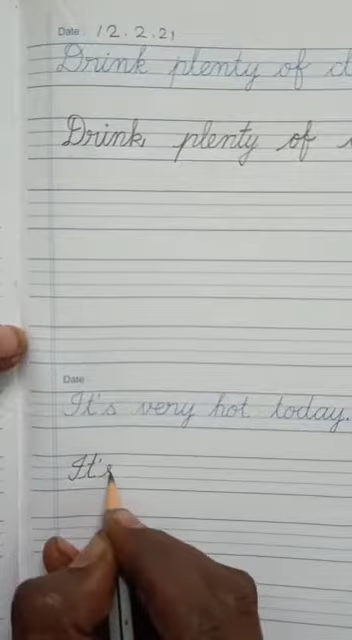 Date 12.2.21
Drink plenty of
Drink plenty of
Date
It's very hot today.
It's